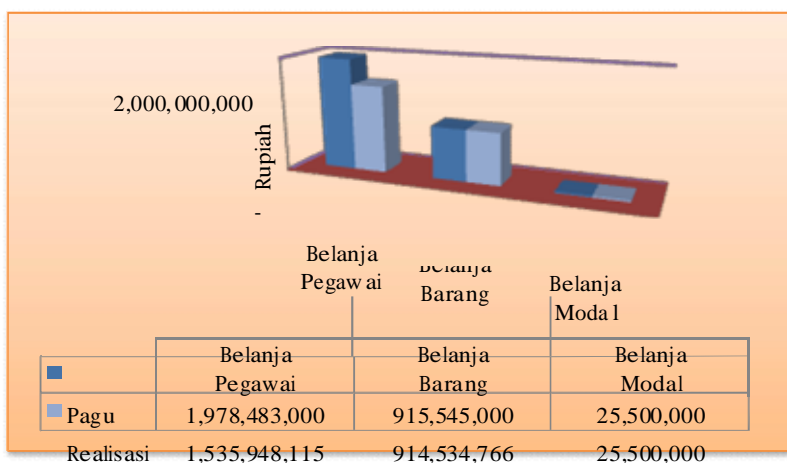 2,000,000,000
Rupiah
-
Belanja
Pegawai
Belanja
Barang
Belanja
Modal
Belanja Belanja Belanja
Pegawai Barang Modal
Pagu 1,978,483,000 915,545,000 25,500,000
Realisasi 1,535,948,115 914,534,766 25,500,000